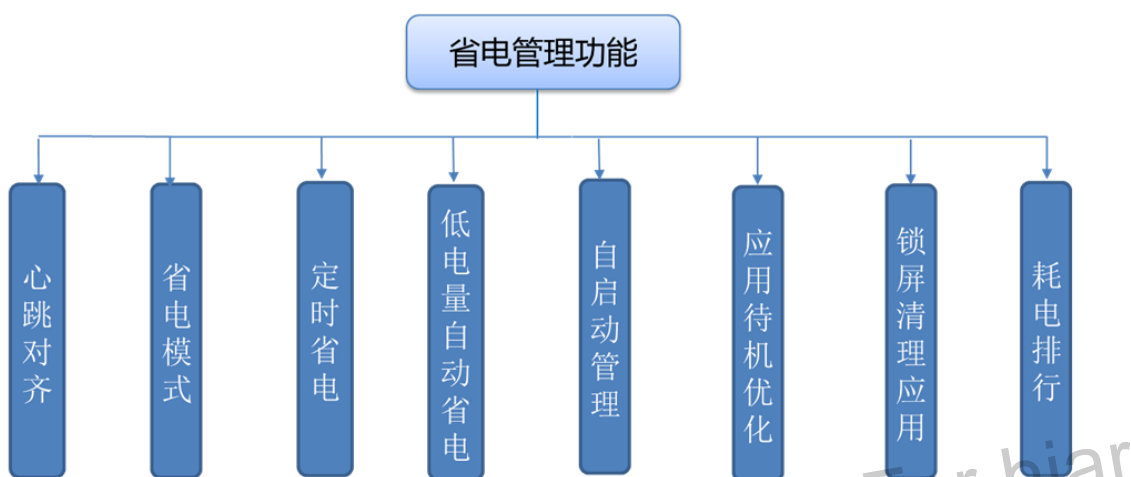 省电管理功能
心跳对齐
省电模式
定时省电
低电量自动省电
自启动管理
应用待机优化
锁屏清理应用
耗电排行